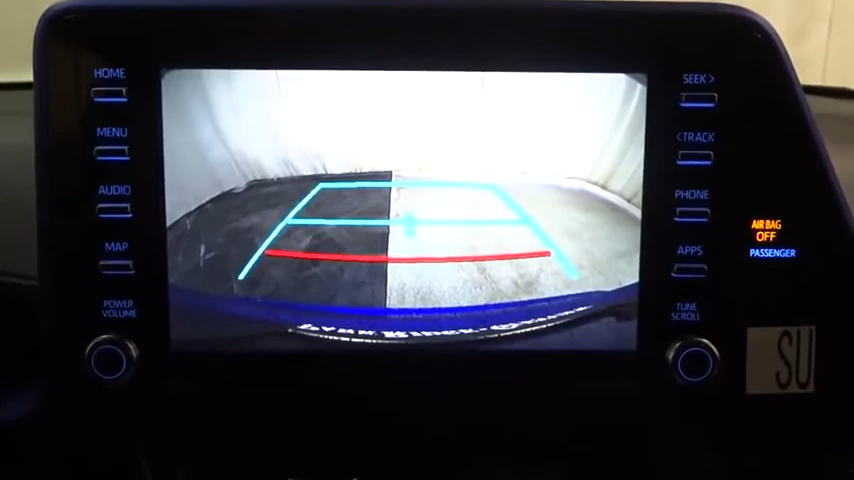 HOME
MENU
AUDIO
MAP
POWER
VOLUME
SEEK >
< TRACK
PHONE
APPS
TUNE
SCROLL
AIR BAG
OFF
PASSENGER
SU